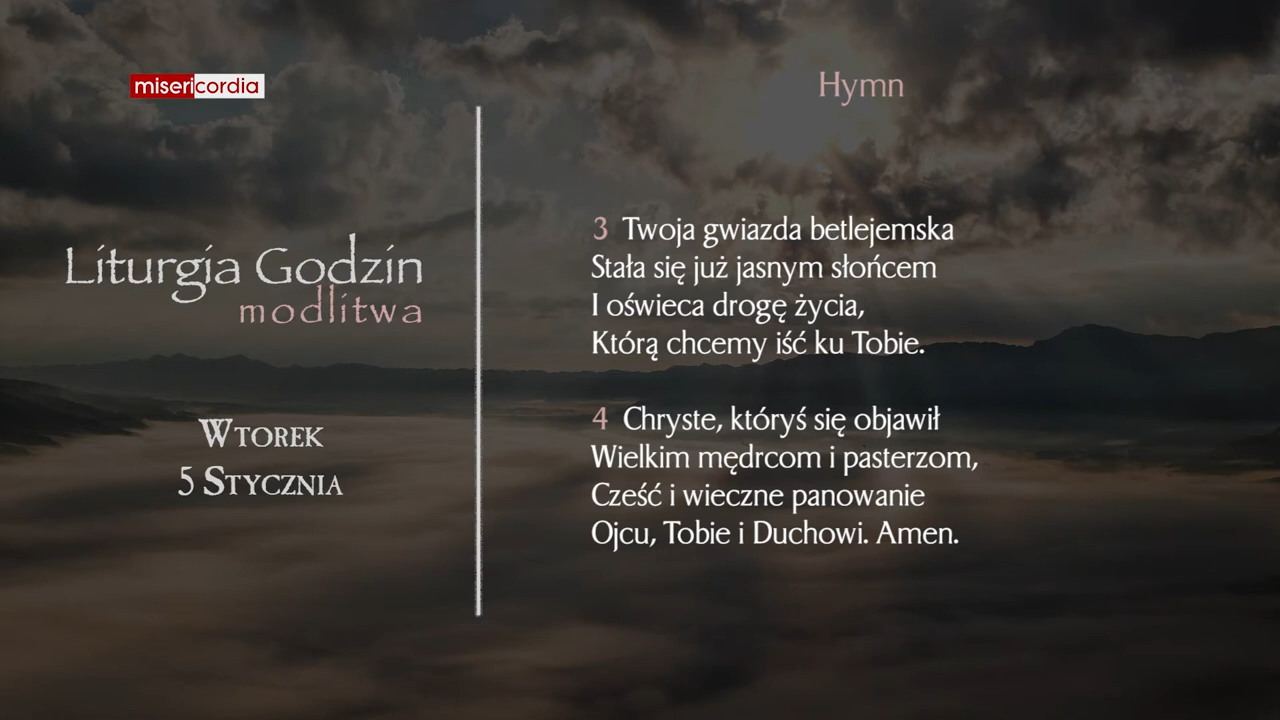 misericordia
Liturgia Godzin
modlitwa
Wtorek
5 Stycznia
Hymn
3 Twoja gwiazda betlejemska
Stała się już jasnym słońcem
I oświeca drogę życia,
Którą chcemy iść ku Tobie.
4 Chryste, któryś się objawił
Wielkim mędrcom i pasterzom,
Cześć i wieczne panowanie
Ojcu, Tobie i Duchowi. Amen.